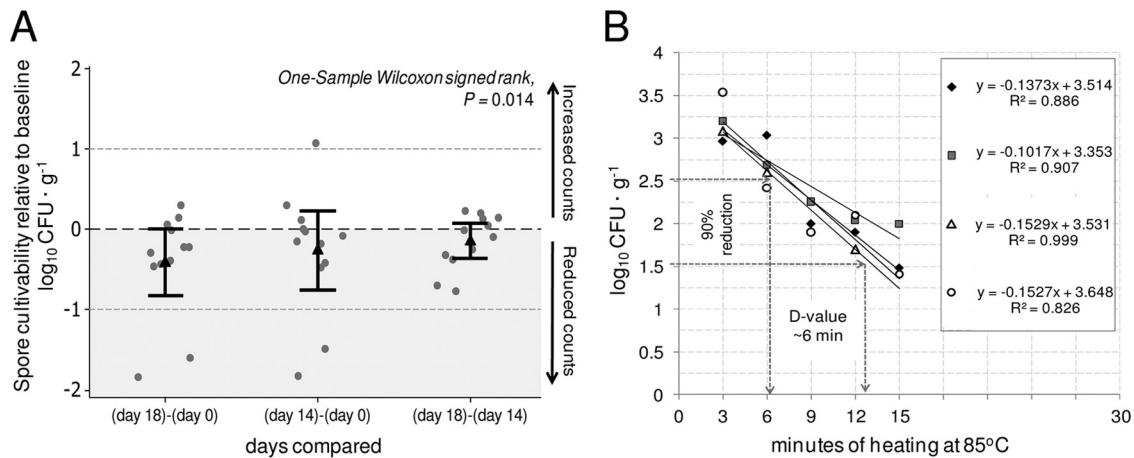 A
Spore cultivability relative to baseline
log₁₀ CFU · g⁻¹
2
1
0
-1
-2
One-Sample Wilcoxon signed rank,
P = 0.014
Increased counts
Reduced counts
(day 18)-(day 0)
(day 14)-(day 0)
(day 18)-(day 14)
days compared
B
log₁₀ CFU · g⁻¹
4
3.5
3
2.5
2
1.5
1
0.5
0
90%
reduction
D-value
~6 min
y = -0.1373x + 3.514
R² = 0.886
y = -0.1017x + 3.353
R² = 0.907
y = -0.1529x + 3.531
R² = 0.999
y = -0.1527x + 3.648
R² = 0.826
0 3 6 9 12 15 30
minutes of heating at 85ºC